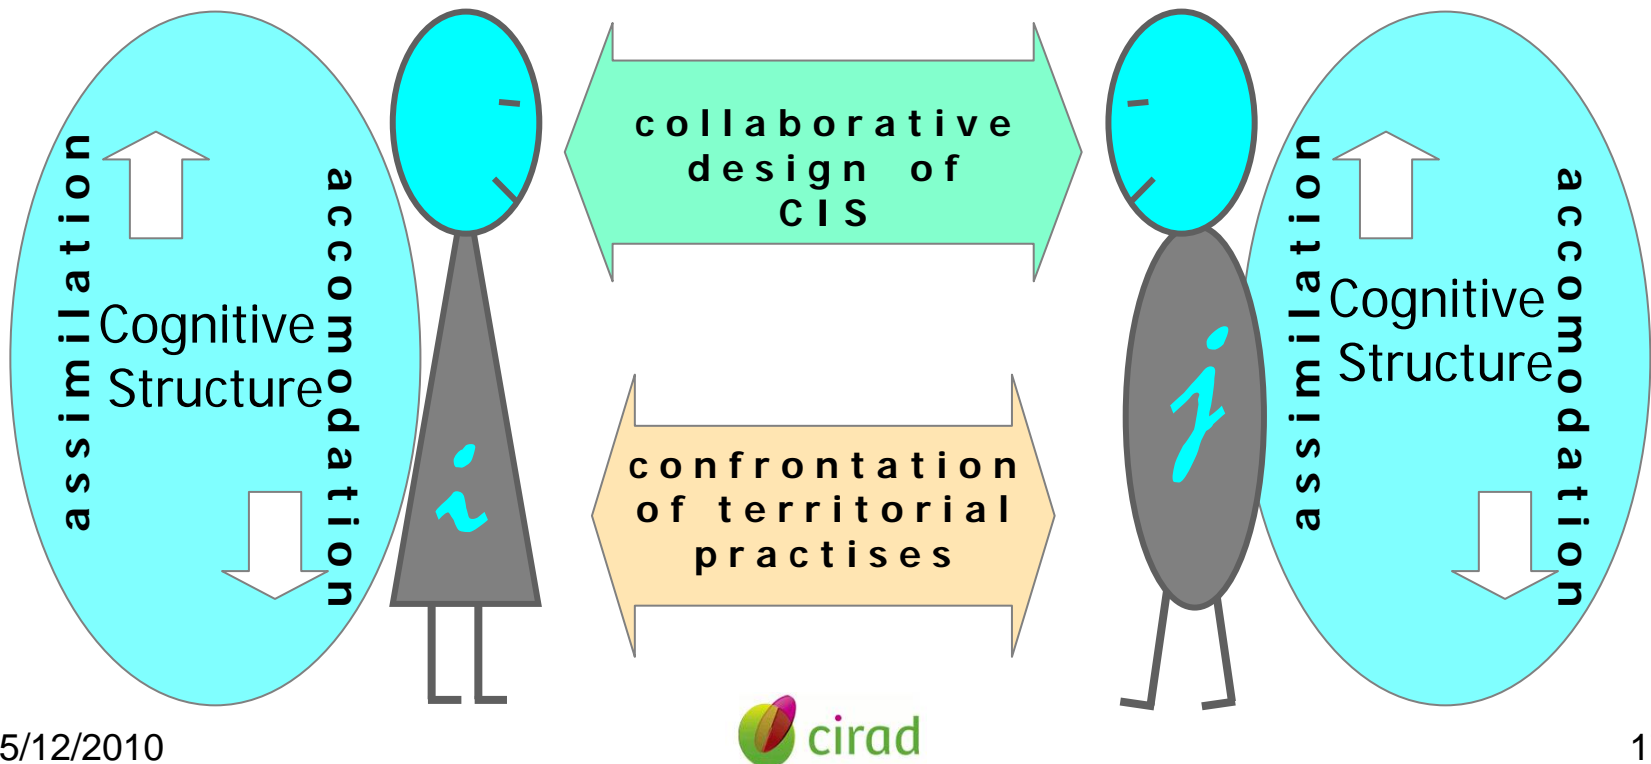 assimilation
Cognitive
Structure
accomodation
i
collaborative
design of
CIS
confrontation
of territorial
practises
j
assimilation
Cognitive
Structure
accomodation
5/12/2010
cirad
1